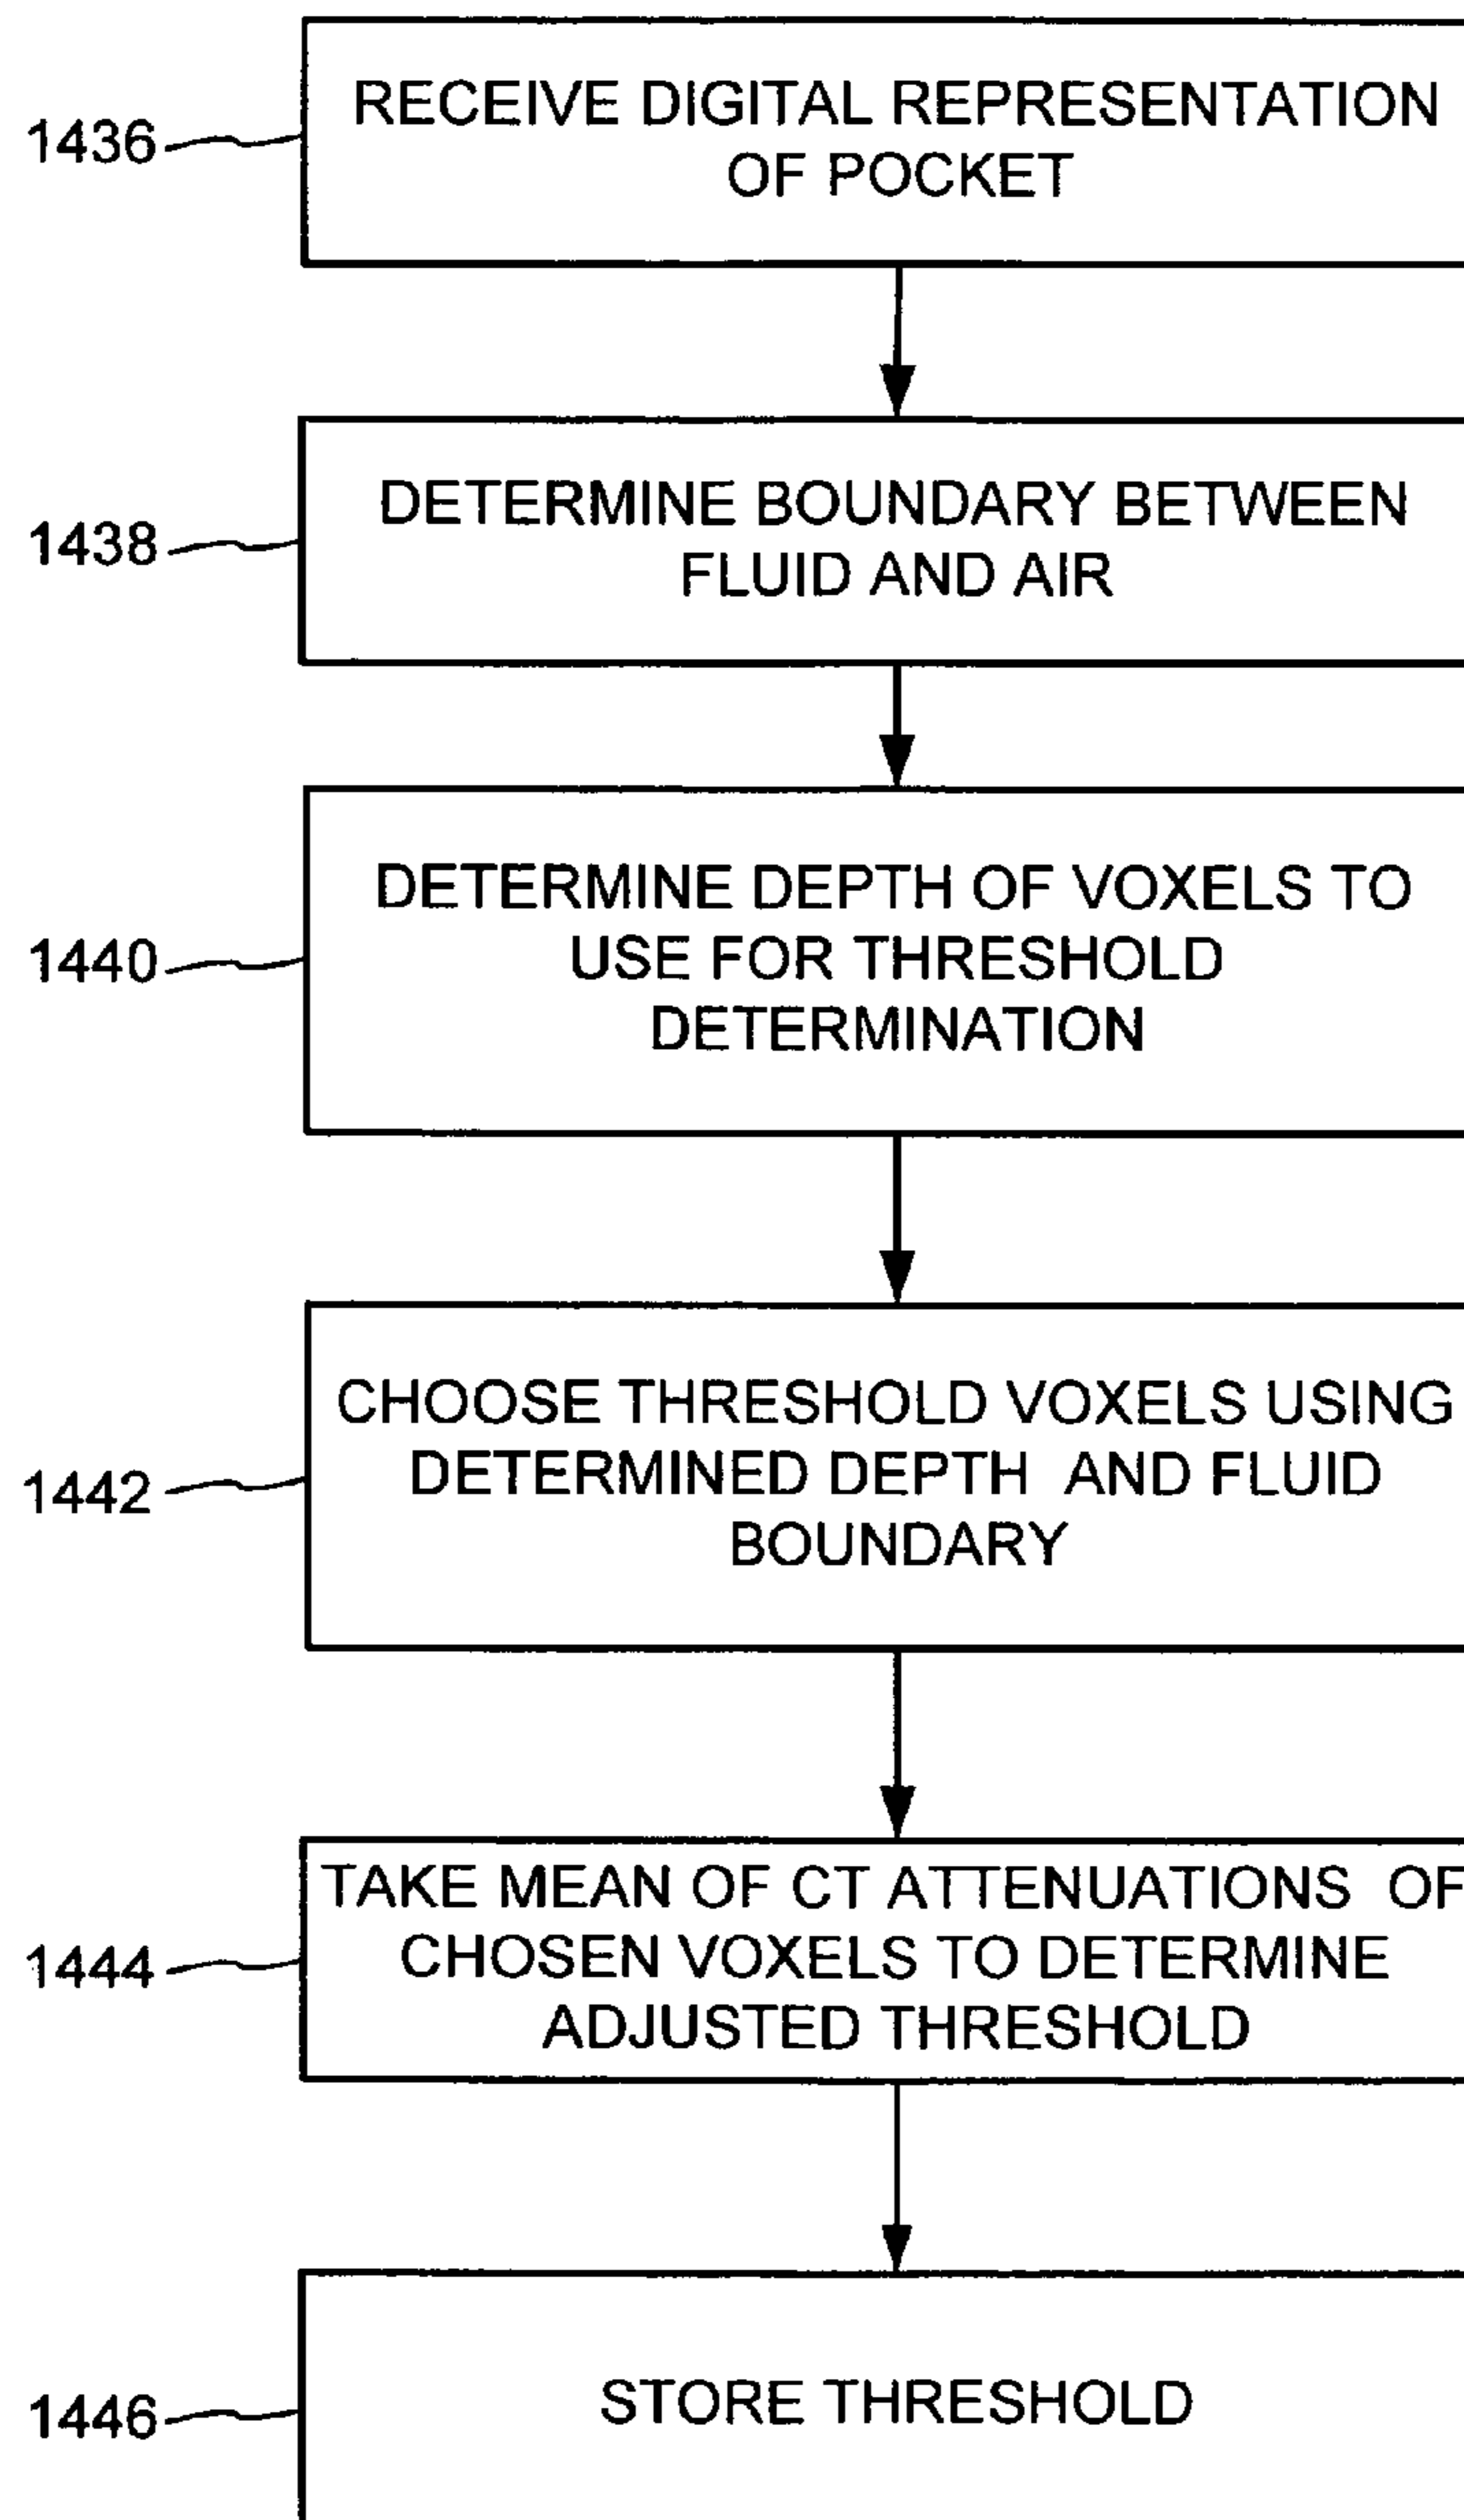 1436
RECEIVE DIGITAL REPRESENTATION
OF POCKET
1438
DETERMINE BOUNDARY BETWEEN
FLUID AND AIR
1440
DETERMINE DEPTH OF VOXELS TO
USE FOR THRESHOLD
DETERMINATION
1442
CHOOSE THRESHOLD VOXELS USING
DETERMINED DEPTH AND FLUID
BOUNDARY
1444
TAKE MEAN OF CT ATTENUATIONS OF
CHOSEN VOXELS TO DETERMINE
ADJUSTED THRESHOLD
1446
STORE THRESHOLD